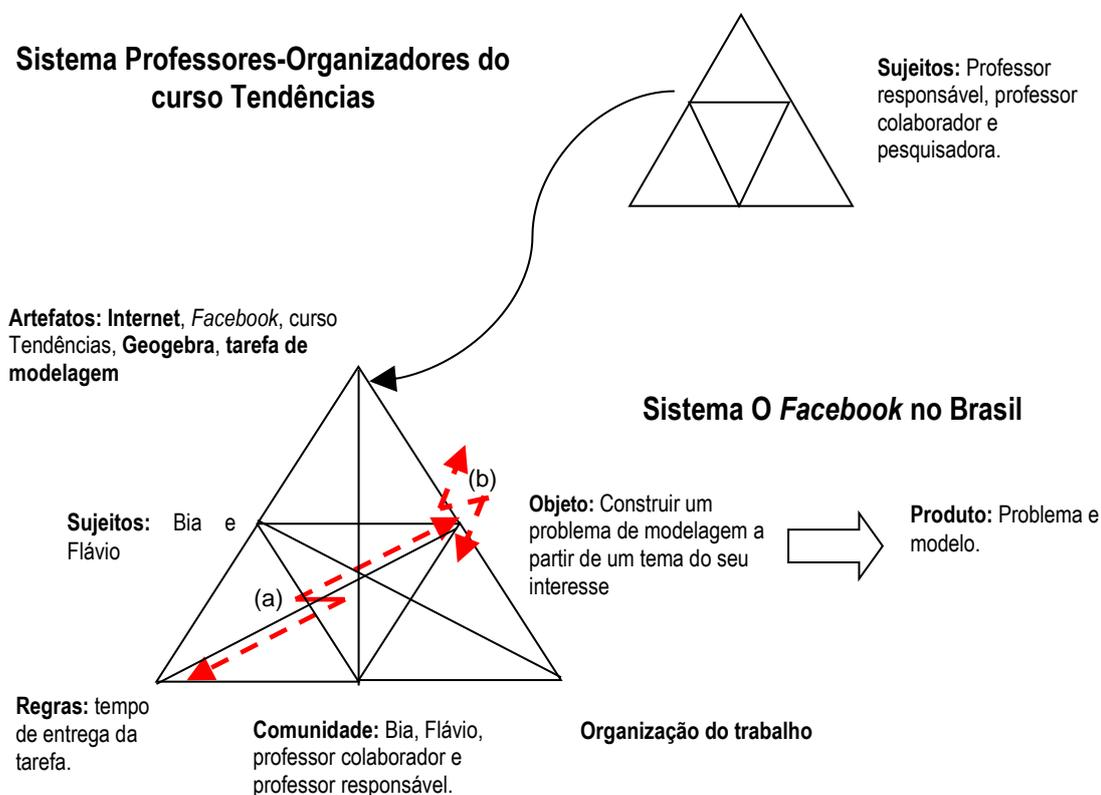 Sistema Professores-Organizadores do
curso Tendências
Sujeitos: Professor
responsável, professor
colaborador e
pesquisadora.
Artefatos: Internet, Facebook, curso
Tendências, Geogebra, tarefa de
modelagem
Sistema O Facebook no Brasil
(b)
Sujeitos: Bia e
Flávio
Objeto: Construir um
problema de modelagem a
partir de um tema do seu
interesse
Produto: Problema e
modelo.
(a)
Regras: tempo
de entrega da
tarefa.
Comunidade: Bia, Flávio,
professor colaborador e
professor responsável.
Organização do trabalho